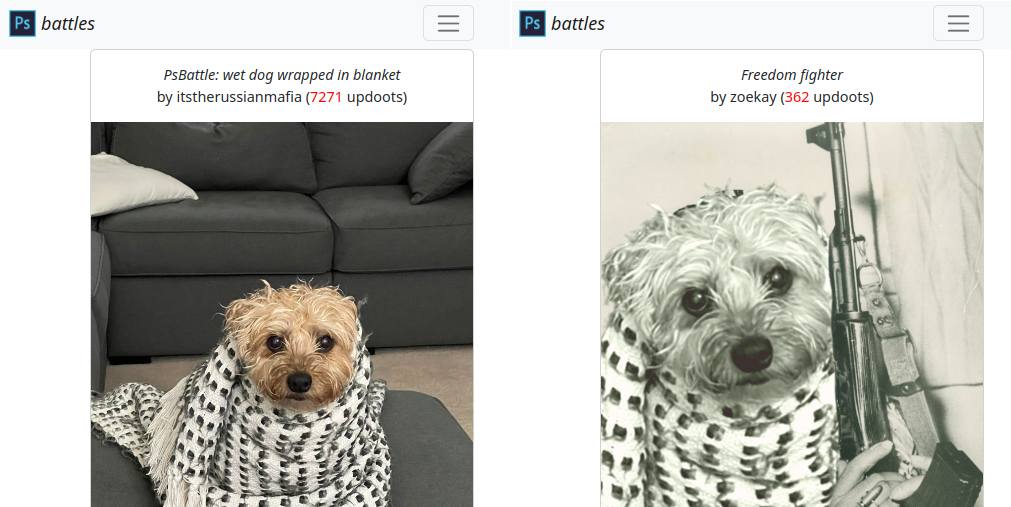 Ps battles
PsBattle: wet dog wrapped in blanket
by itstherussianmafia (7271 updoots)
Ps battles
Freedom fighter
by zoekay (362 updoots)